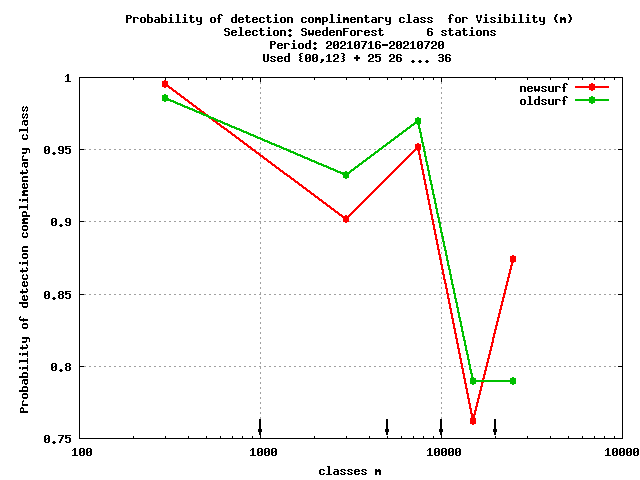 Probability of detection complimentary class  for Visibility (m)
Selection: SwedenForest      6 stations
Period: 20210716-20210720
Used {00,12} + 25 26 ... 36
newsurf
oldsurf
Probability of detection complimentary class
1
0.95
0.9
0.85
0.8
0.75
100 1000 10000 10000
classes m